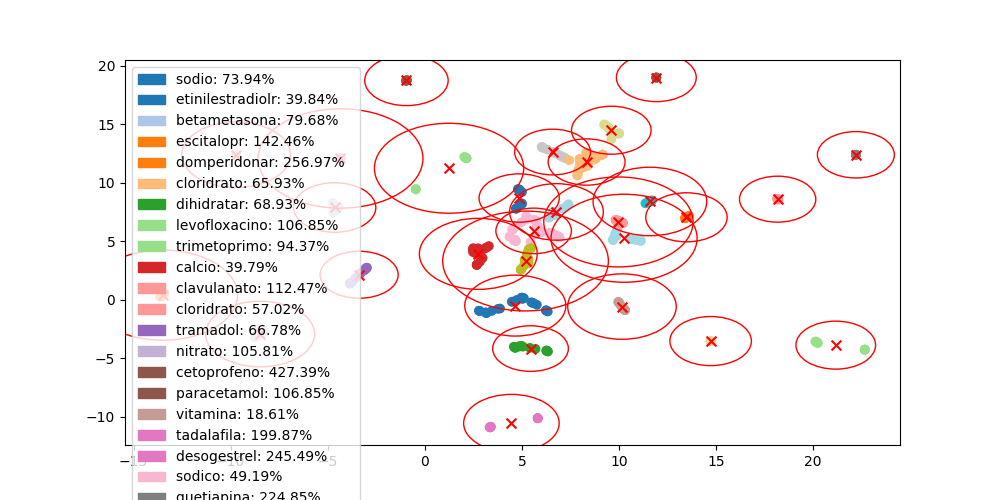 20
15
10
5
0
−5
−10
sodio: 73.94%
etinilestradiolr: 39.84%
betametasona: 79.68%
escitalopr: 142.46%
domperidonar: 256.97%
cloridrato: 65.93%
dihidratar: 68.93%
levofloxacino: 106.85%
trimetoprimo: 94.37%
calcio: 39.79%
clavulanato: 112.47%
cloridrato: 57.02%
tramadol: 66.78%
nitrato: 105.81%
cetoprofeno: 427.39%
paracetamol: 106.85%
vitamina: 18.61%
tadalafila: 199.87%
desogestrel: 245.49%
sodico: 49.19%
quetiapina: 224.85%
−15 −10 −5 0 5 10 15 20